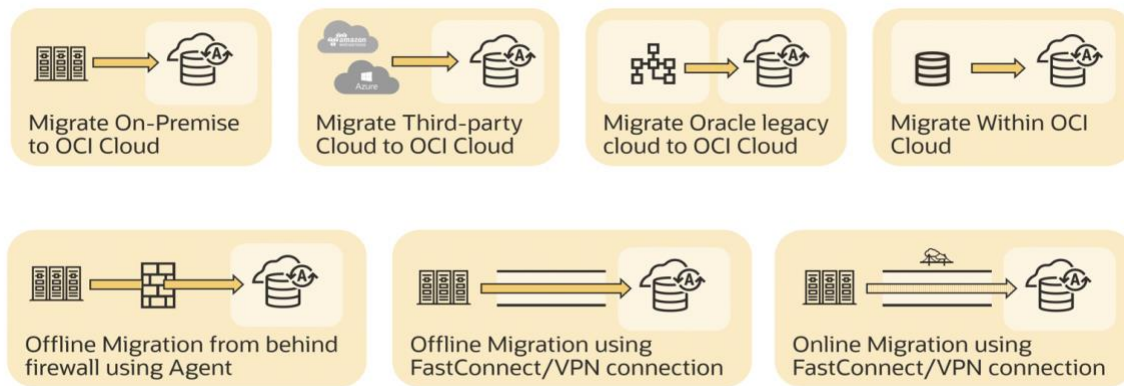 amazon
Azure
A
A
A
A
Migrate On-Premise
to OCI Cloud
Migrate Third-party
Cloud to OCI Cloud
Migrate Oracle legacy
cloud to OCI Cloud
Migrate Within OCI
Cloud
A
A
A
Offline Migration from behind
firewall using Agent
Offline Migration using
FastConnect/VPN connection
Online Migration using
FastConnect/VPN connection